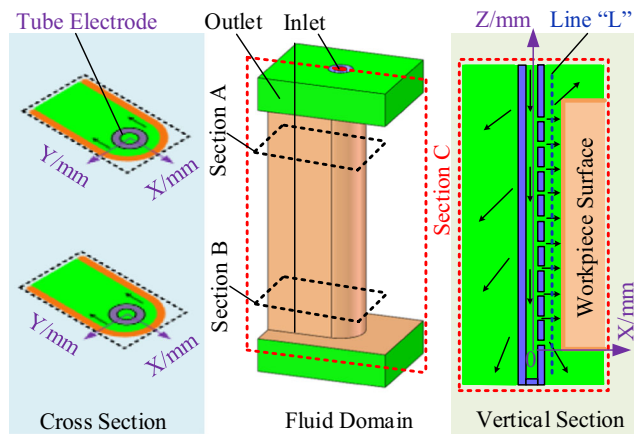 Tube Electrode
Y/mm
X/mm
Y/mm
X/mm
Cross Section
Outlet
Inlet
Section A
Section B
Section C
Fluid Domain
Z/mm
Line “L”
Workpiece Surface
0
X/mm
Vertical Section